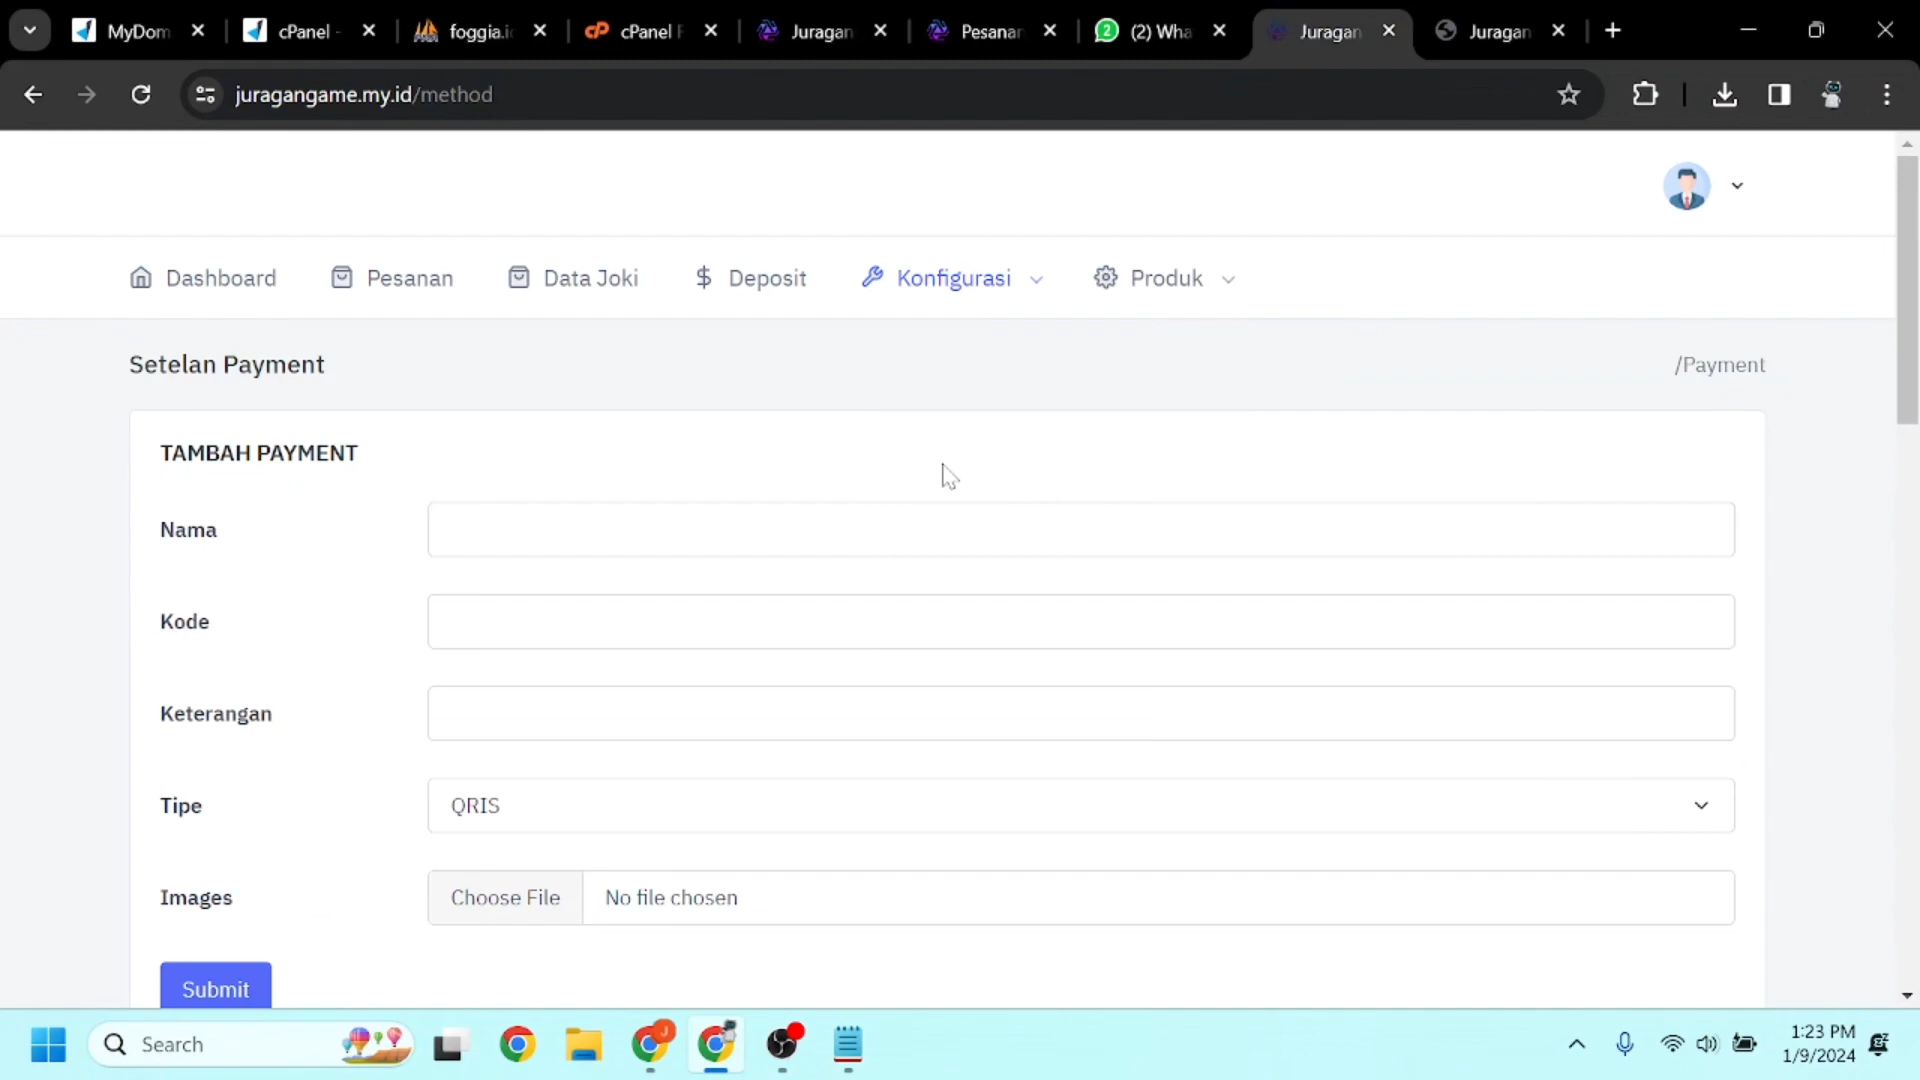 MyDom
cPanel -
foggia.i
cPanel F
Juragan
Pesanan
2 (2) Wha
Juragan
Juragan
juragangame.my.id/method
Dashboard
Pesanan
Data Joki
Deposit
Konfigurasi
Produk
Setelan Payment
/Payment
TAMBAH PAYMENT
Nama
Kode
Keterangan
Tipe
QRIS
Images
Choose File
No file chosen
Submit
Search
J
1:23 PM
1/9/2024